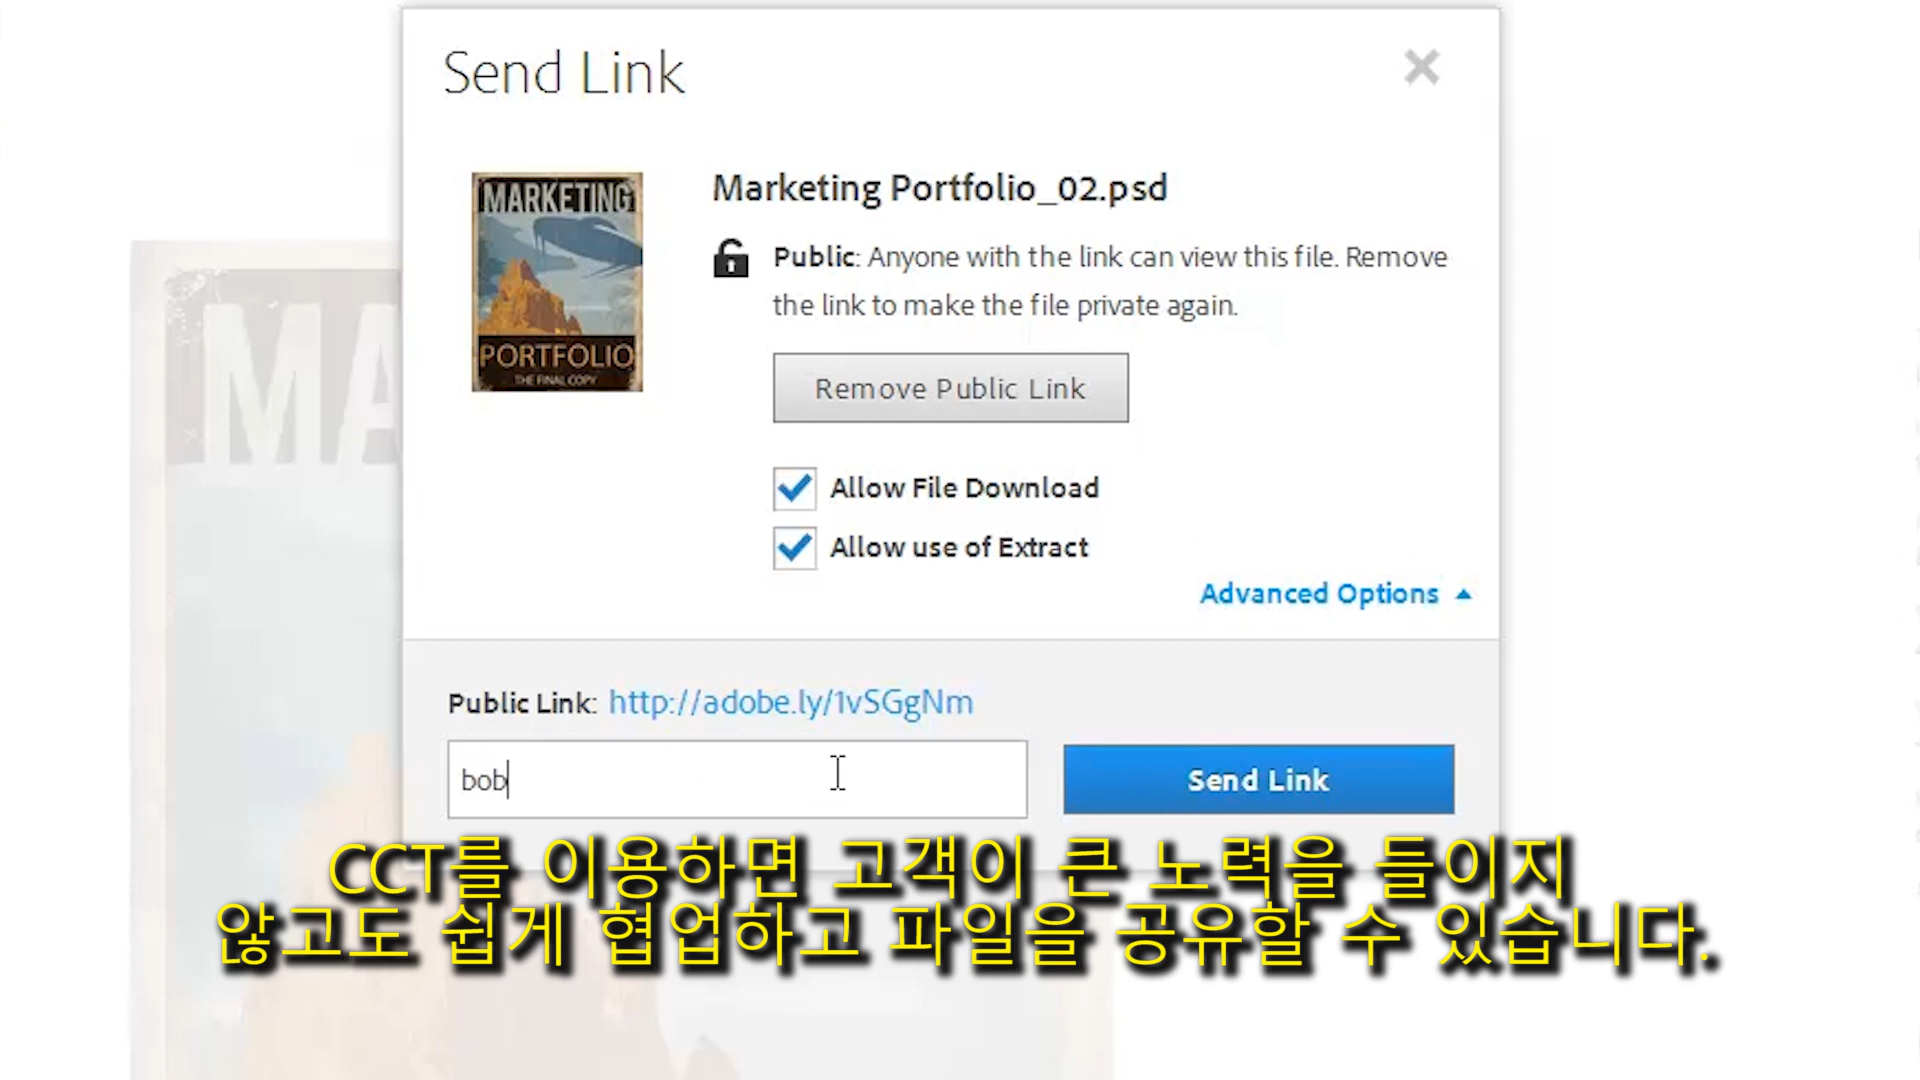 Send Link
MARKETING
PORTFOLIO
THE FINAL COPY
Marketing Portfolio_02.psd
Public: Anyone with the link can view this file. Remove
the link to make the file private again.
Remove Public Link
Allow File Download
Allow use of Extract
Advanced Options
Public Link: http://adobe.ly/1vSGgNm
bob
Send Link
CCT를 이용하면 고객이 큰 노력을 들이지
않고도 쉽게 협업하고 파일을 공유할 수 있습니다.
MA